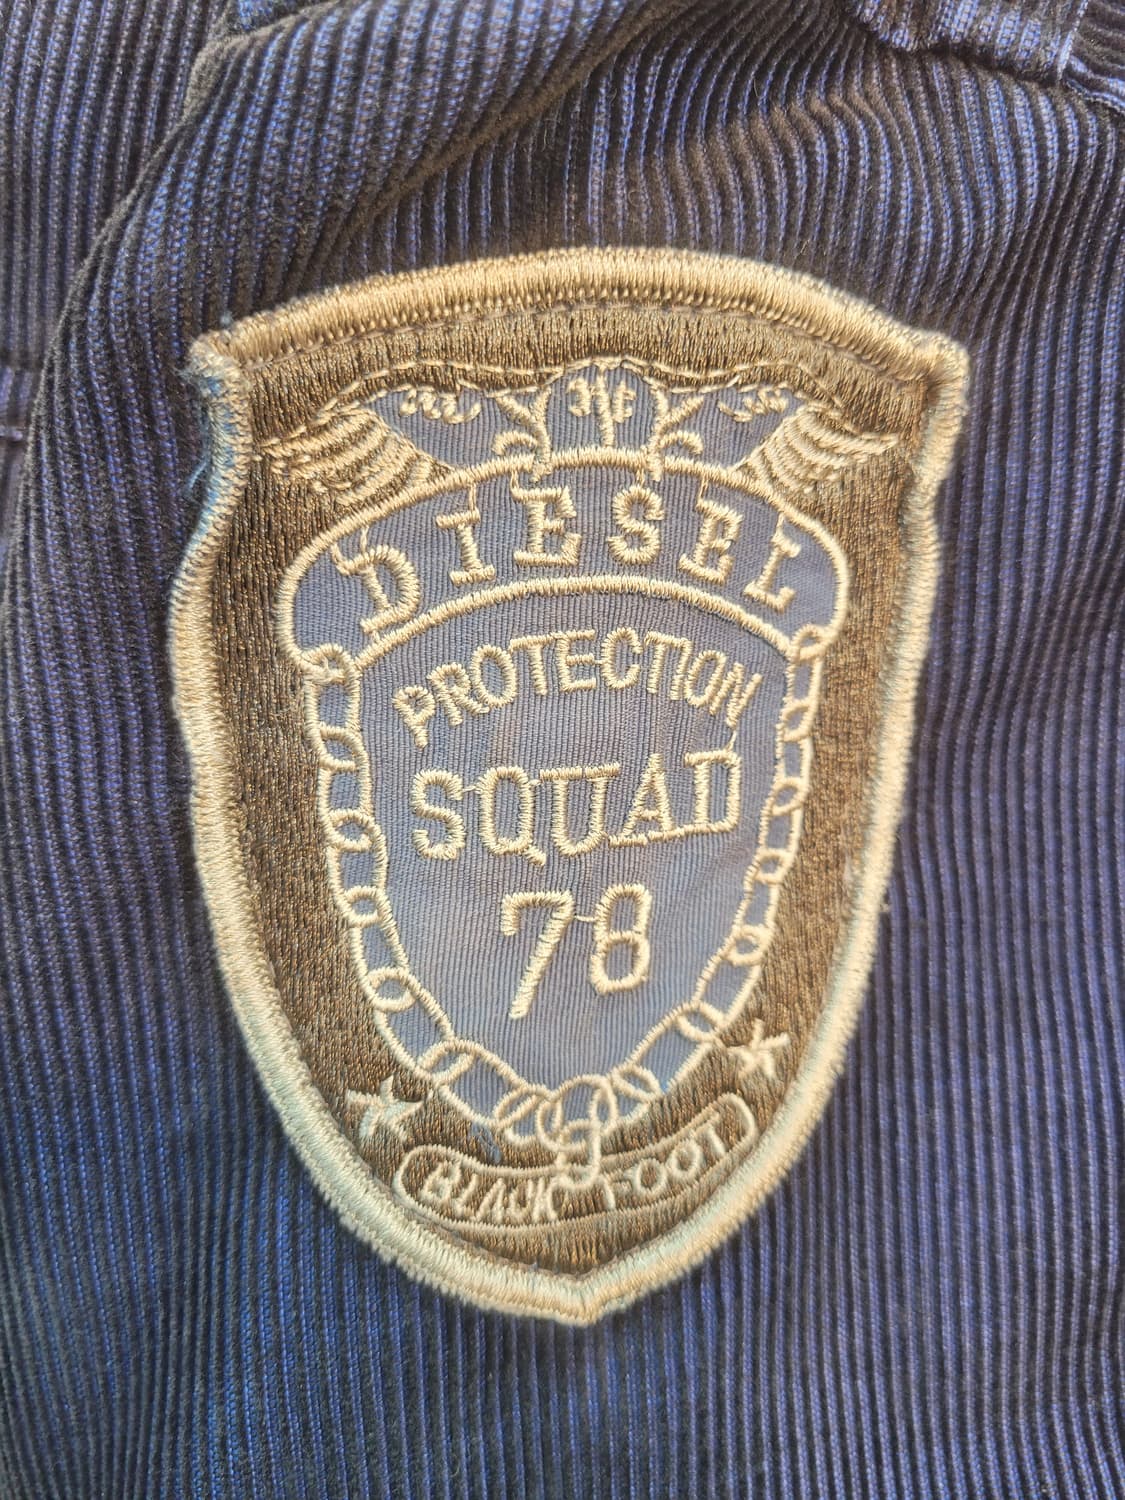 DIESEL
PROTECTION
SQUAD
78
BLACK FOOT